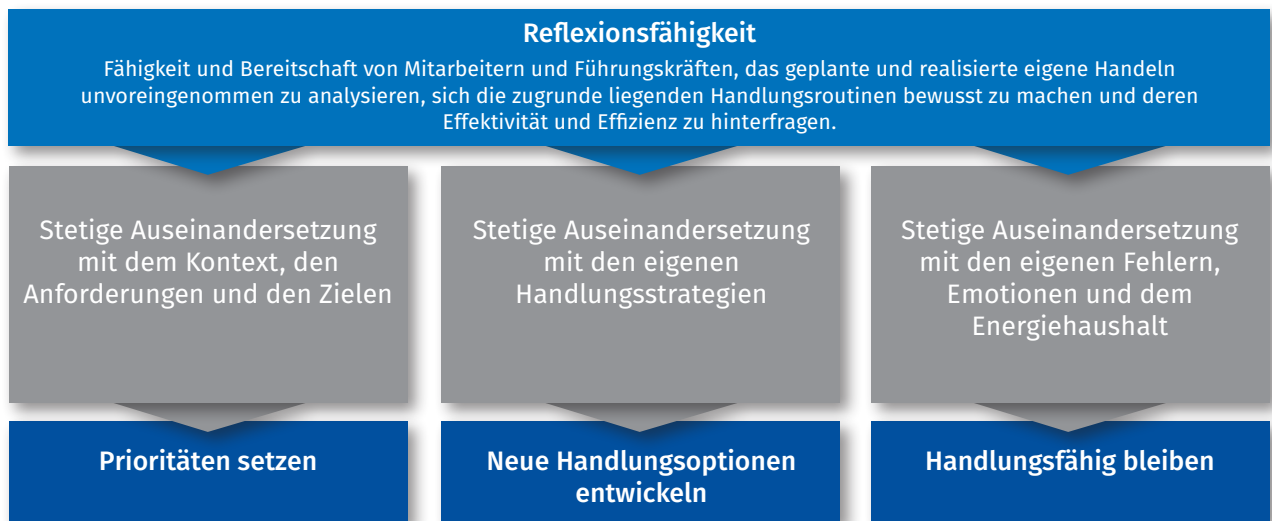 Reflexionsfähigkeit
Fähigkeit und Bereitschaft von Mitarbeitern und Führungskräften, das geplante und realisierte eigene Handeln
unvoreingenommen zu analysieren, sich die zugrunde liegenden Handlungsroutinen bewusst zu machen und deren
Effektivität und Effizienz zu hinterfragen.
Stetige Auseinandersetzung
mit dem Kontext, den
Anforderungen und den Zielen
Stetige Auseinandersetzung
mit den eigenen
Handlungsstrategien
Stetige Auseinandersetzung
mit den eigenen Fehlern,
Emotionen und dem
Energiehaushalt
Prioritäten setzen
Neue Handlungsoptionen
entwickeln
Handlungsfähig bleiben